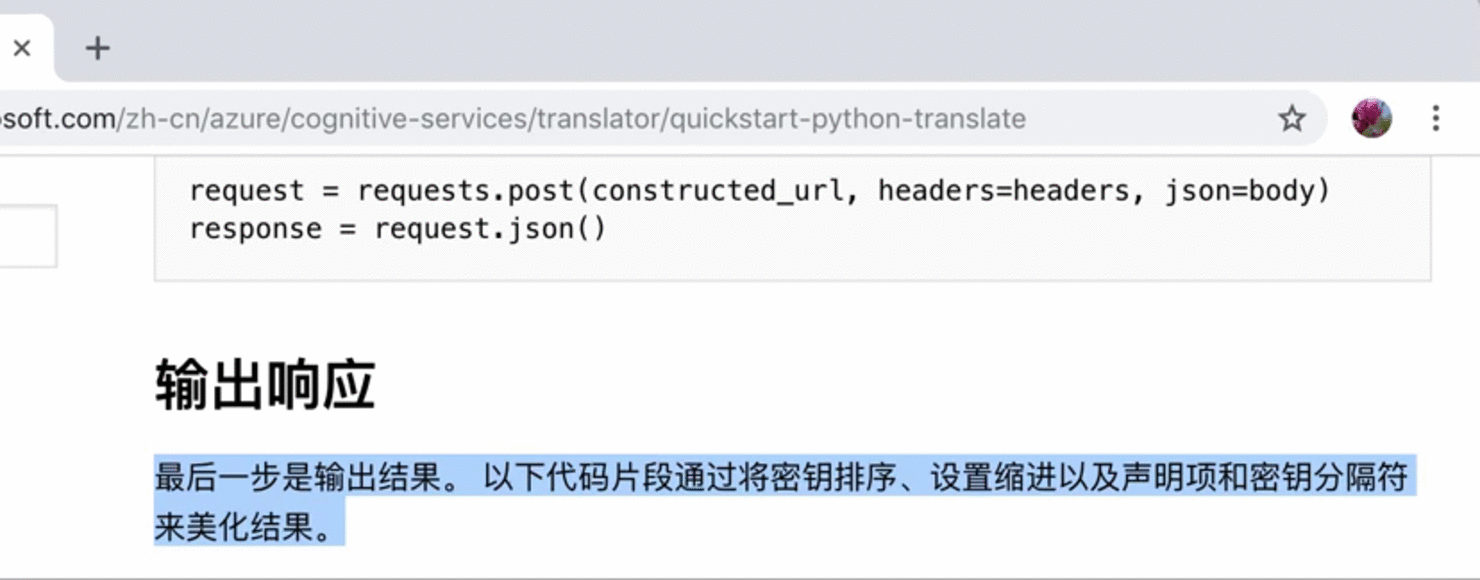 osoft.com/zh-cn/azure/cognitive-services/translator/quickstart-python-translate
request = requests.post(constructed_url, headers=headers, json=body)
response = request.json()
输出响应
最后一步是输出结果。 以下代码片段通过将密钥排序、设置缩进以及声明项和密钥分隔符
来美化结果。